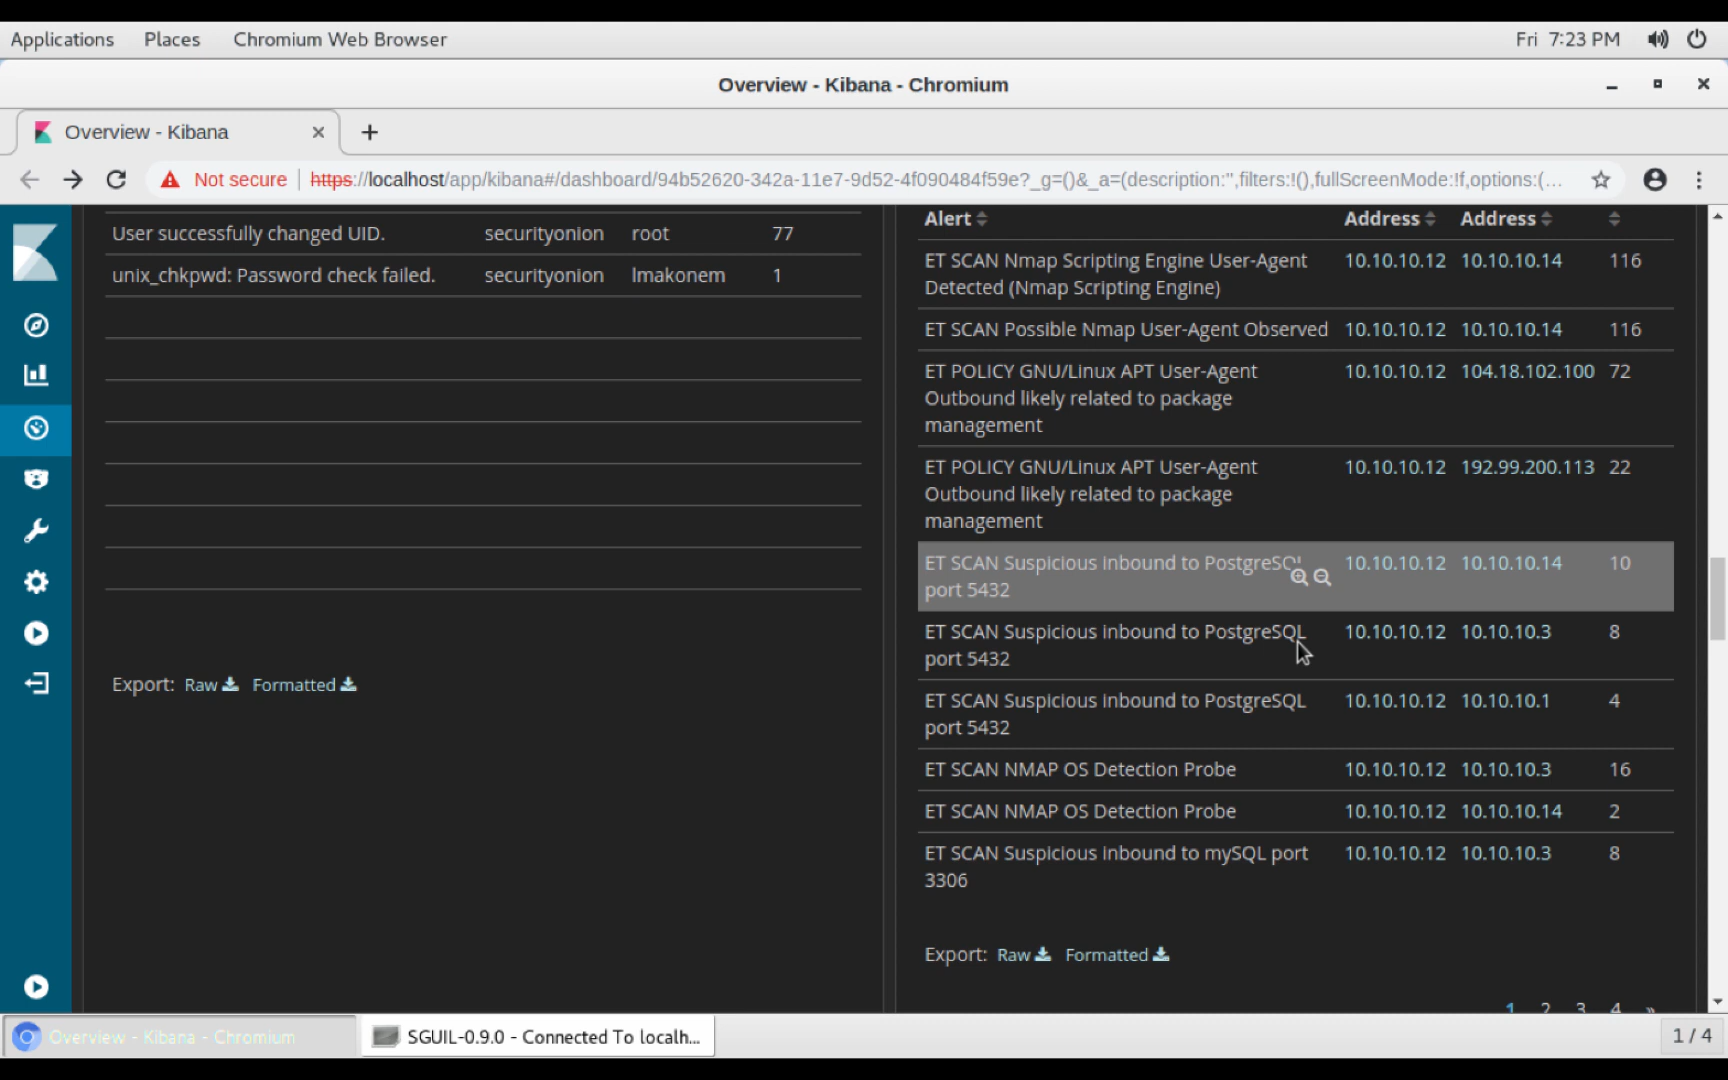 Applications Places Chromium Web Browser Fri 7:23 PM
Overview - Kibana - Chromium
Overview - Kibana
Not secure https://localhost/app/kibana#/dashboard/94b52620-342a-11e7-9d52-4f090484f59e?_g=()&_a=(description:'',filters:!(),fullScreenMode:!f,options:(...
User successfully changed UID. securityonion root 77
unix_chkpwd: Password check failed. securityonion lmakonem 1
Export: Raw Formatted
Alert Address Address
ET SCAN Nmap Scripting Engine User-Agent 10.10.10.12 10.10.10.14 116
Detected (Nmap Scripting Engine)
ET SCAN Possible Nmap User-Agent Observed 10.10.10.12 10.10.10.14 116
ET POLICY GNU/Linux APT User-Agent 10.10.10.12 104.18.102.100 72
Outbound likely related to package
management
ET POLICY GNU/Linux APT User-Agent 10.10.10.12 192.99.200.113 22
Outbound likely related to package
management
ET SCAN Suspicious inbound to PostgreSQL 10.10.10.12 10.10.10.14 10
port 5432
ET SCAN Suspicious inbound to PostgreSQL 10.10.10.12 10.10.10.3 8
port 5432
ET SCAN Suspicious inbound to PostgreSQL 10.10.10.12 10.10.10.1 4
port 5432
ET SCAN NMAP OS Detection Probe 10.10.10.12 10.10.10.3 16
ET SCAN NMAP OS Detection Probe 10.10.10.12 10.10.10.14 2
ET SCAN Suspicious inbound to mySQL port 10.10.10.12 10.10.10.3 8
3306
Export: Raw Formatted
1 2 3 4 »
Overview - Kibana - Chromium SGUIL-0.9.0 - Connected To localh... 1 / 4